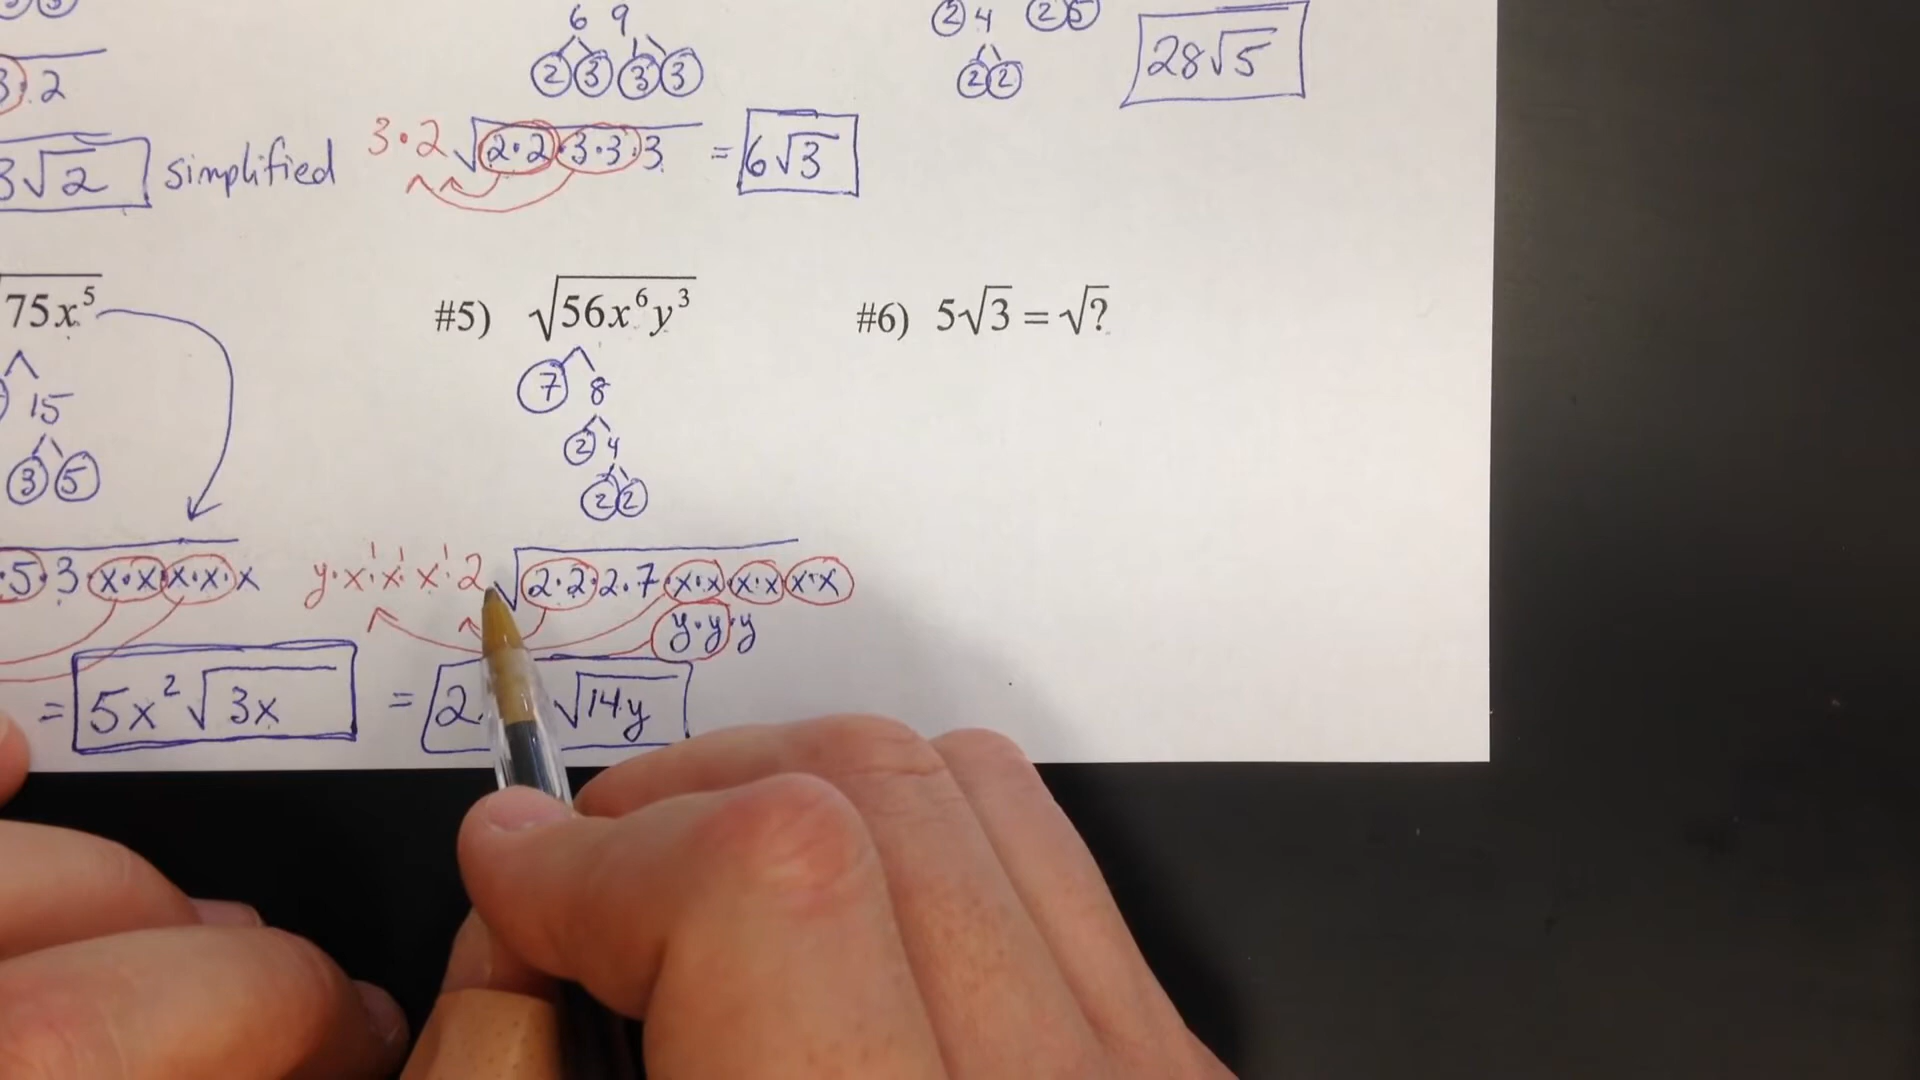 6 9
2 4 2 5
2 3 3 3
2 2
28√5
3·2
3√2 simplified
3·2√2·2·3·3·3 = 6√3
75x⁵
#5) √56x⁶y³
#6) 5√3 = √?
7 8
15
2 4
3 5
2 2
·5·3·x·x·x·x·x
y·x·x·x·2√2·2·2·7·x·x·x·x·x·x
y·y·y
= 5x²√3x
= 2 √14y